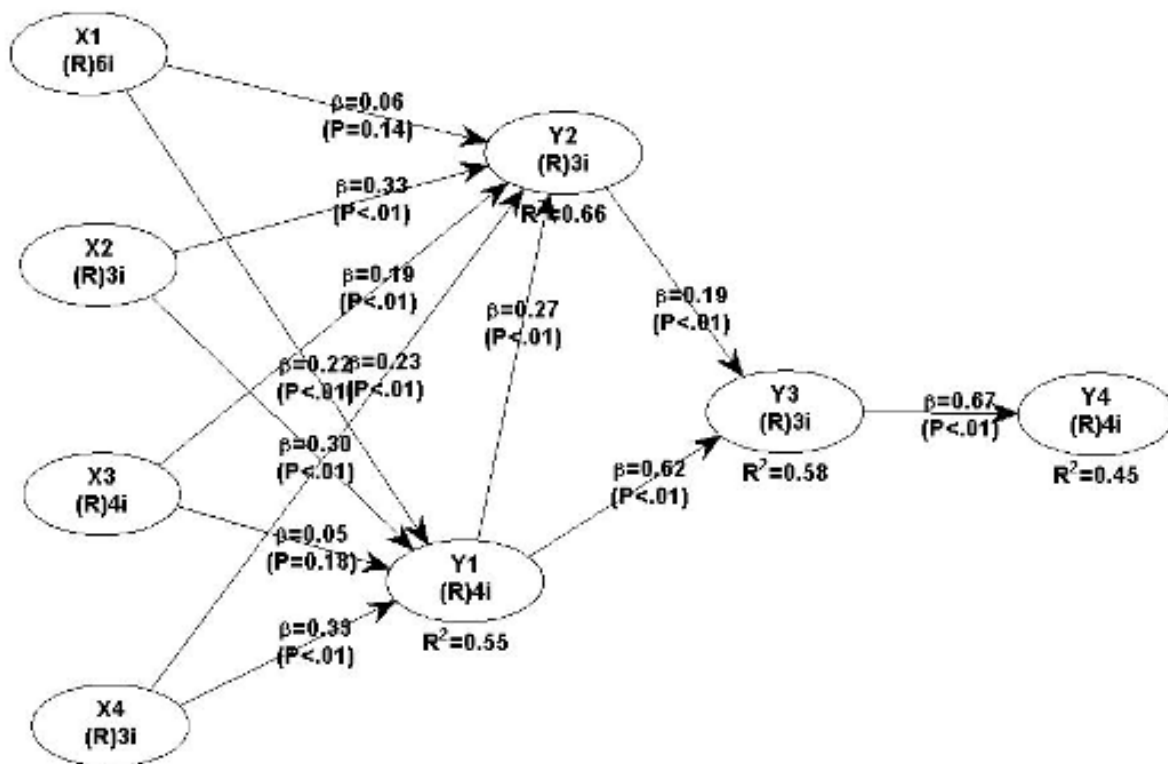 X1
(R)6i
β=0.06
(P=0.14)
Y2
(R)3i
R²=0.66
β=0.33
(P<.01)
X2
(R)3i
β=0.19
(P<.01)
β=0.27
(P<.01)
β=0.19
(P<.01)
β=0.22
(P<.01)
β=0.23
(P<.01)
Y3
(R)3i
R²=0.58
β=0.67
(P<.01)
Y4
(R)4i
R²=0.45
β=0.30
(P<.01)
X3
(R)4i
β=0.62
(P<.01)
β=0.05
(P=0.18)
Y1
(R)4i
R²=0.55
(P<.01)
X4
(R)3i